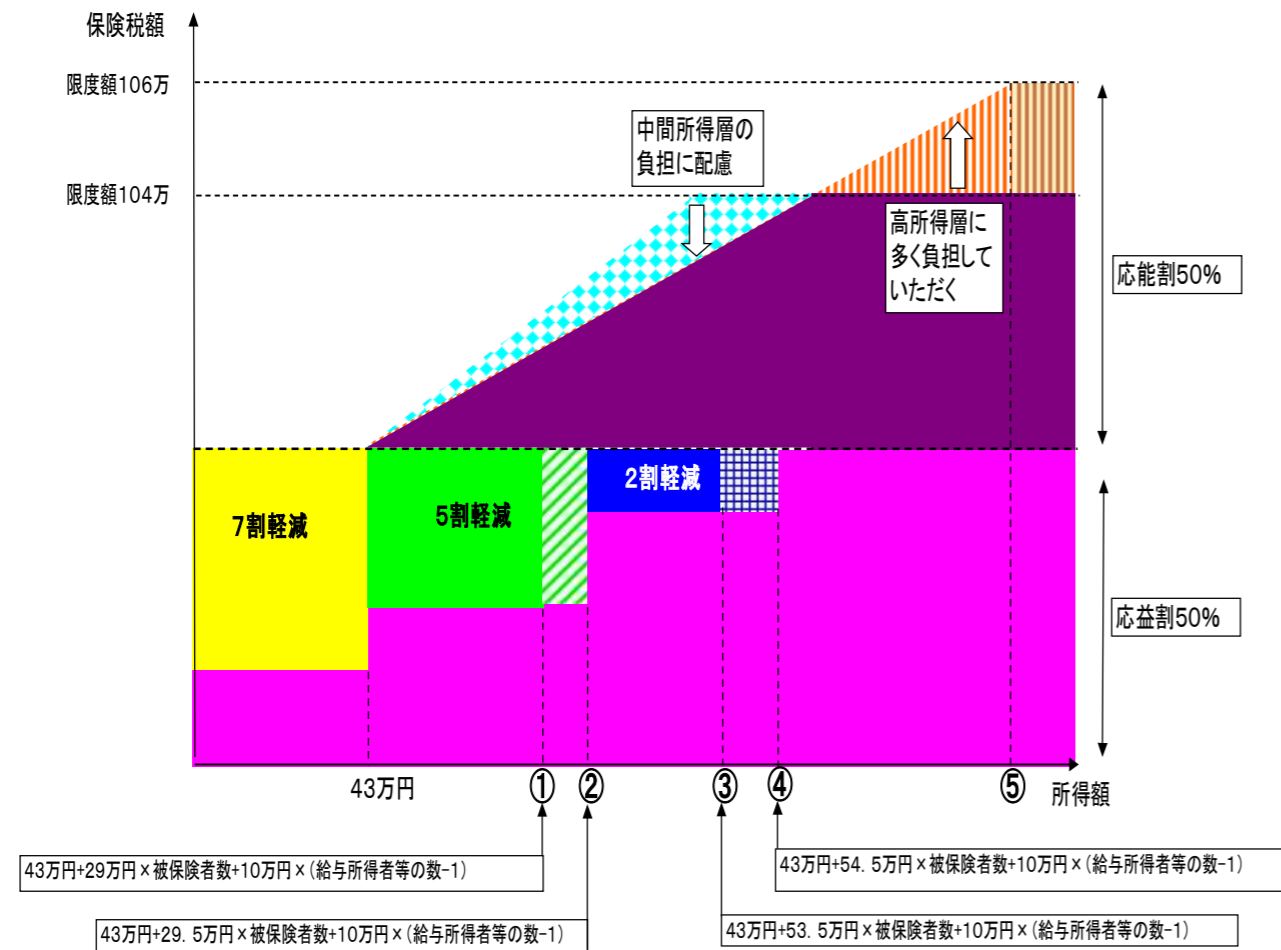 保険税額
限度額106万
中間所得層の
負担に配慮
限度額104万
高所得層に
多く負担して
いただく
応能割50%
7割軽減
5割軽減
2割軽減
応益割50%
43万円
①
②
③
④
⑤
所得額
43万円+29万円×被保険者数+10万円×(給与所得者等の数-1)
43万円+54. 5万円×被保険者数+10万円×(給与所得者等の数-1)
43万円+29. 5万円×被保険者数+10万円×(給与所得者等の数-1)
43万円+53. 5万円×被保険者数+10万円×(給与所得者等の数-1)